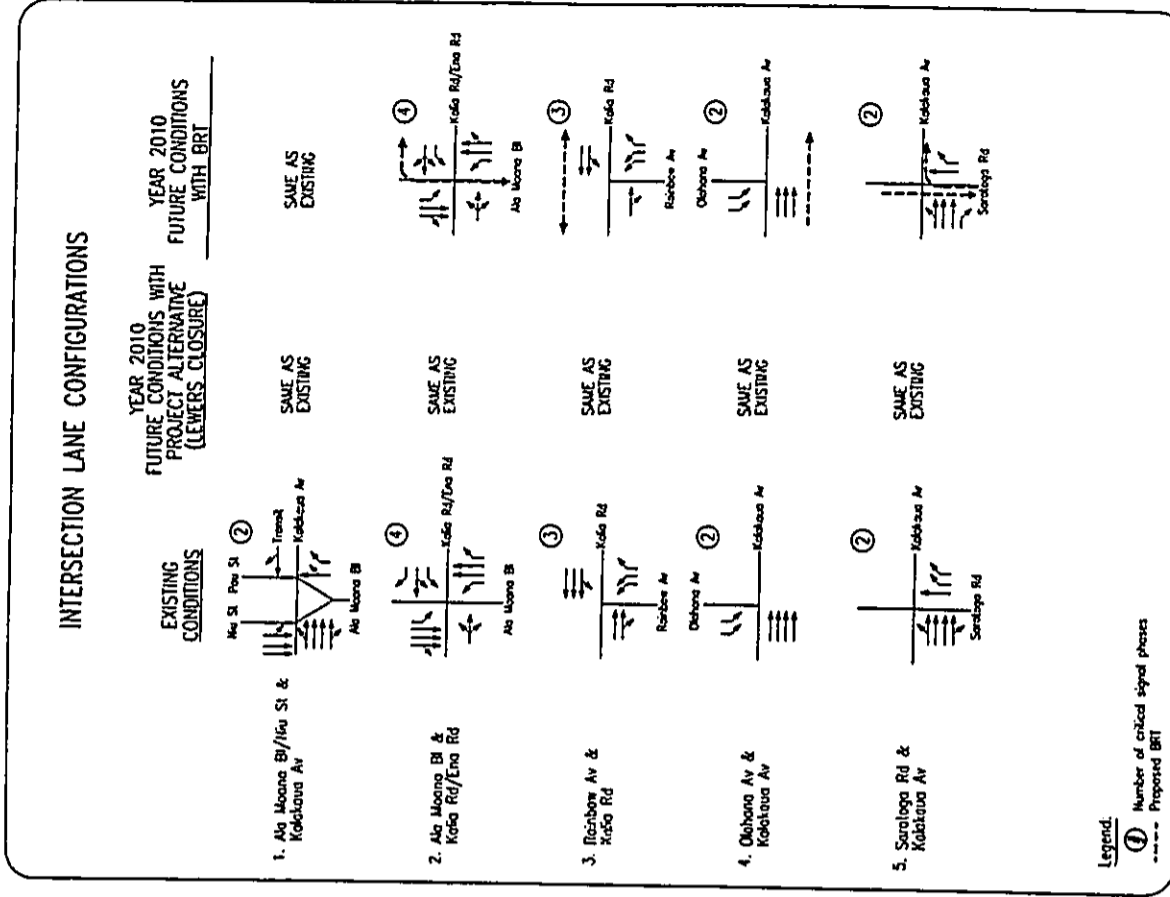 INTERSECTION LANE CONFIGURATIONS
EXISTING
CONDITIONS
YEAR 2010
FUTURE CONDITIONS WITH
PROJECT ALTERNATIVE
(LEWERS CLOSURE)
YEAR 2010
FUTURE CONDITIONS
WITH BRT
1. Ala Moana Bl/Niu St &
Kalakaua Av
Niu St
Pau St
2
Transit
Kalakaua Av
Ala Moana Bl
SAME AS
EXISTING
SAME AS
EXISTING
2. Ala Moana Bl &
Kalia Rd/Ena Rd
4
Kalia Rd/Ena Rd
Ala Moana Bl
SAME AS
EXISTING
4
Kalia Rd/Ena Rd
Ala Moana Bl
3. Rainbow Av &
Kalia Rd
3
Kalia Rd
Rainbow Av
SAME AS
EXISTING
3
Kalia Rd
Rainbow Av
4. Olohana Av &
Kalakaua Av
Olohana Av
2
Kalakaua Av
SAME AS
EXISTING
Olohana Av
2
Kalakaua Av
5. Saratoga Rd &
Kalakaua Av
2
Kalakaua Av
Saratoga Rd
SAME AS
EXISTING
2
Kalakaua Av
Saratoga Rd
Legend:
Number of critical signal phases
Proposed BRT